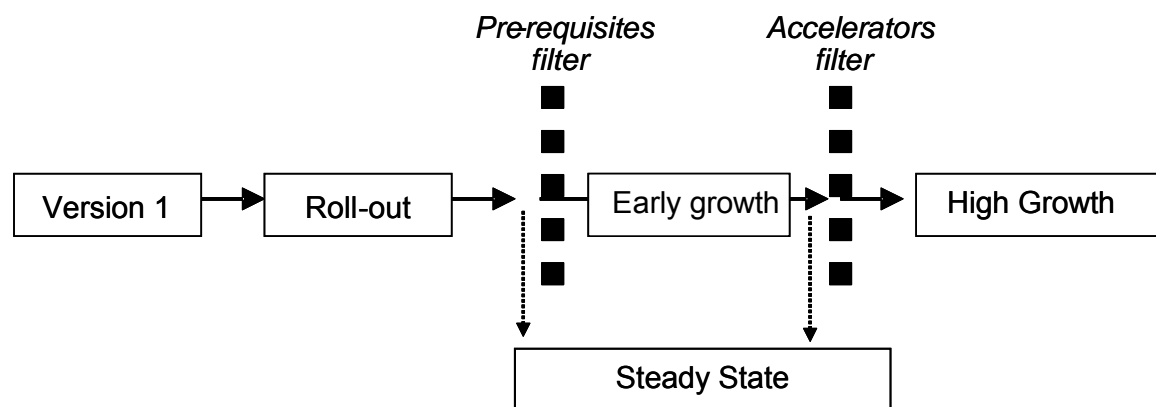 Pre-requisites
filter
Accelerators
filter
Version 1
Roll-out
Early growth
High Growth
Steady State